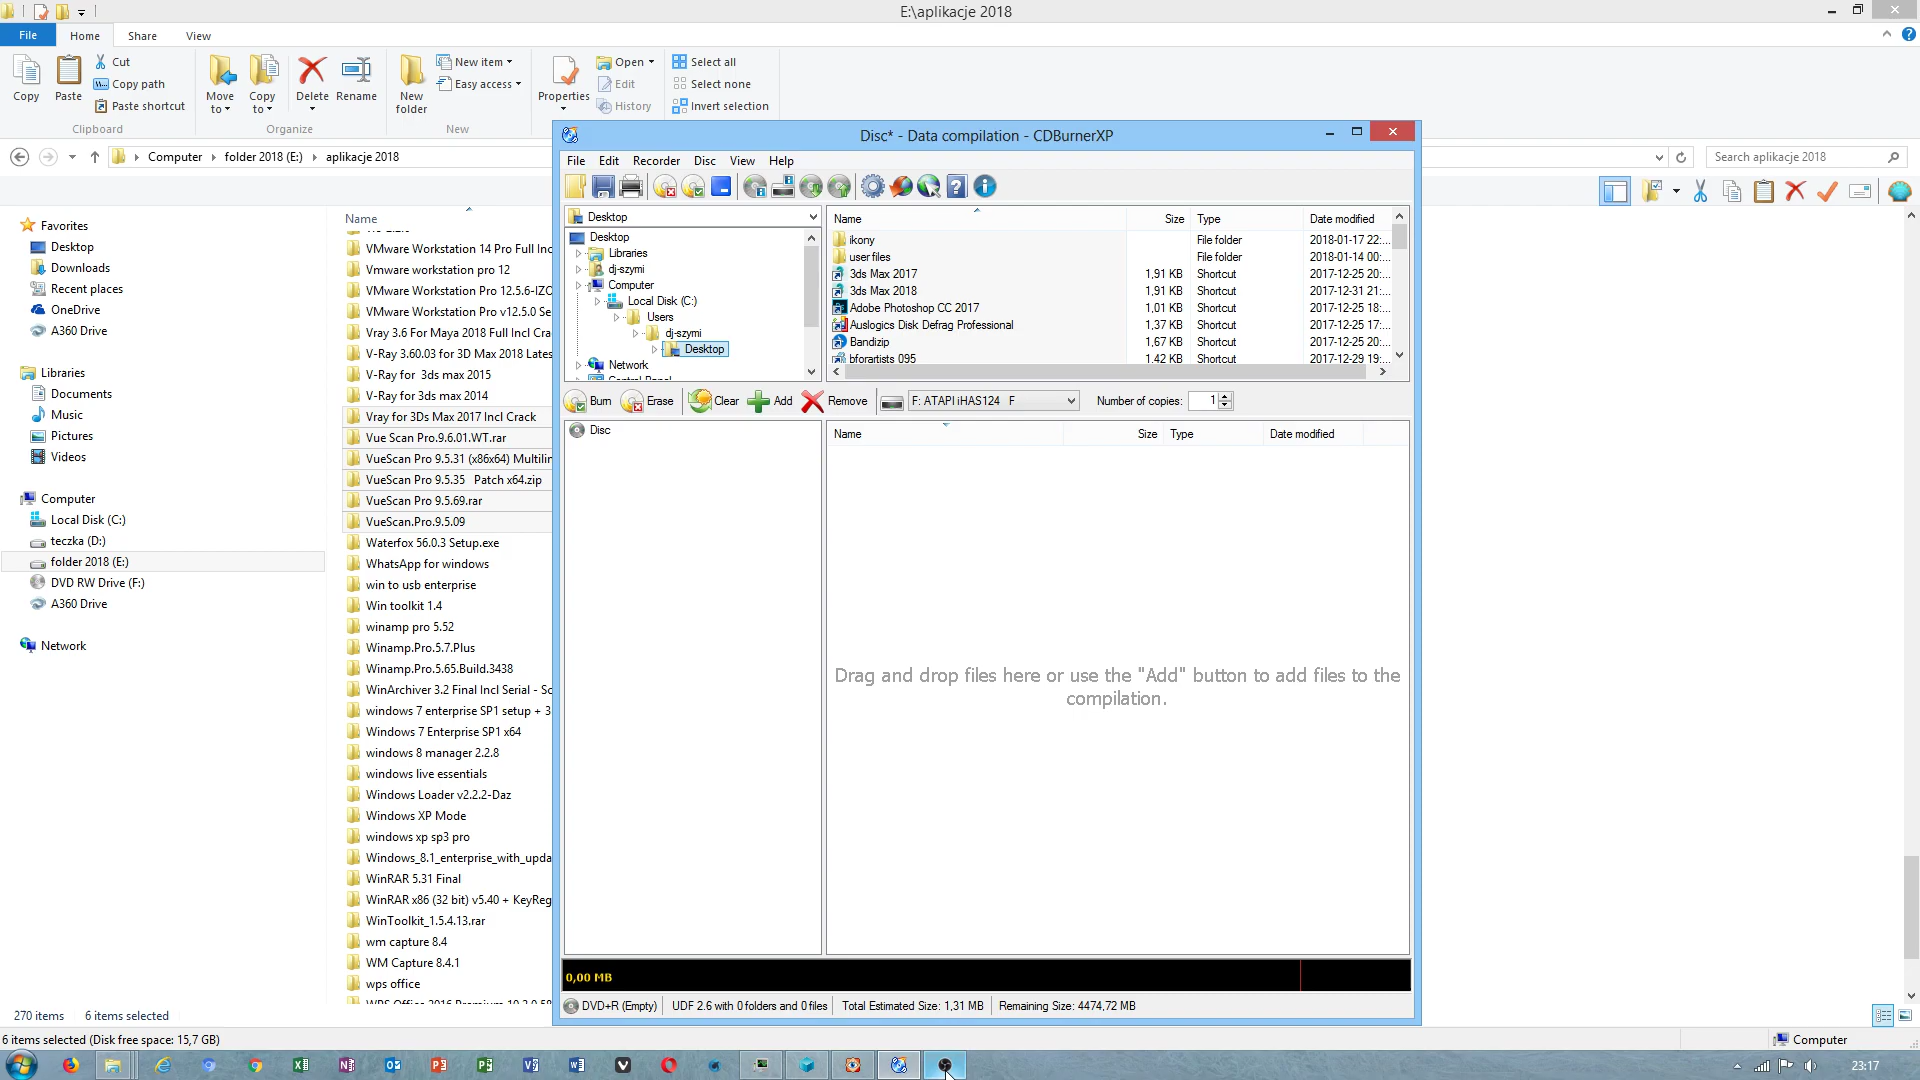 E:\aplikacje 2018
File
Home
Share
View
Copy
Paste
Cut
Copy path
Paste shortcut
Clipboard
Move to
Copy to
Delete
Rename
Organize
New folder
New item
Easy access
New
Properties
Open
Edit
History
Select all
Select none
Invert selection
Computer
folder 2018 (E:)
aplikacje 2018
Search aplikacje 2018
Favorites
Desktop
Downloads
Recent places
OneDrive
A360 Drive
Libraries
Documents
Music
Pictures
Videos
Computer
Local Disk (C:)
teczka (D:)
folder 2018 (E:)
DVD RW Drive (F:)
A360 Drive
Network
Name
VMware Workstation 14 Pro Full Inc
Vmware workstation pro 12
VMware Workstation Pro 12.5.6-IZO
VMware Workstation Pro v12.5.0 Se
Vray 3.6 For Maya 2018 Full Incl Cra
V-Ray 3.60.03 for 3D Max 2018 Lates
V-Ray for  3ds max 2015
V-Ray for 3ds max 2014
Vray for 3Ds Max 2017 Incl Crack
Vue Scan Pro.9.6.01.WT.rar
VueScan Pro 9.5.31 (x86x64) Multilin
VueScan Pro 9.5.35   Patch x64.zip
VueScan Pro 9.5.69.rar
VueScan.Pro.9.5.09
Waterfox 56.0.3 Setup.exe
WhatsApp for windows
win to usb enterprise
Win toolkit 1.4
winamp pro 5.52
Winamp.Pro.5.7.Plus
Winamp.Pro.5.65.Build.3438
WinArchiver 3.2 Final Incl Serial - Sc
windows 7 enterprise SP1 setup + 3
Windows 7 Enterprise SP1 x64
windows 8 manager 2.2.8
windows live essentials
Windows Loader v2.2.2-Daz
Windows XP Mode
windows xp sp3 pro
Windows_8.1_enterprise_with_upda
WinRAR 5.31 Final
WinRAR x86 (32 bit) v5.40 + KeyReg
WinToolkit_1.5.4.13.rar
wm capture 8.4
WM Capture 8.4.1
wps office
Disc* - Data compilation - CDBurnerXP
File
Edit
Recorder
Disc
View
Help
Desktop
Desktop
Libraries
dj-szymi
Computer
Local Disk (C:)
Users
dj-szymi
Desktop
Network
Name Size Type Date modified
ikony File folder 2018-01-17 22:...
user files File folder 2018-01-14 00:...
3ds Max 2017 1,91 KB Shortcut 2017-12-25 20:...
3ds Max 2018 1,91 KB Shortcut 2017-12-31 21:...
Adobe Photoshop CC 2017 1,01 KB Shortcut 2017-12-25 18:...
Auslogics Disk Defrag Professional 1,37 KB Shortcut 2017-12-25 17:...
Bandizip 1,67 KB Shortcut 2017-12-25 20:...
bforartists 095 1,42 KB Shortcut 2017-12-29 19:...
Burn
Erase
Clear
Add
Remove
F: ATAPI iHAS124   F
Number of copies: 1
Disc
Name Size Type Date modified
Drag and drop files here or use the "Add" button to add files to the
compilation.
0,00 MB
DVD+R (Empty)
UDF 2.6 with 0 folders and 0 files
Total Estimated Size: 1,31 MB
Remaining Size: 4474,72 MB
270 items
6 items selected
6 items selected (Disk free space: 15,7 GB)
Computer
23:17